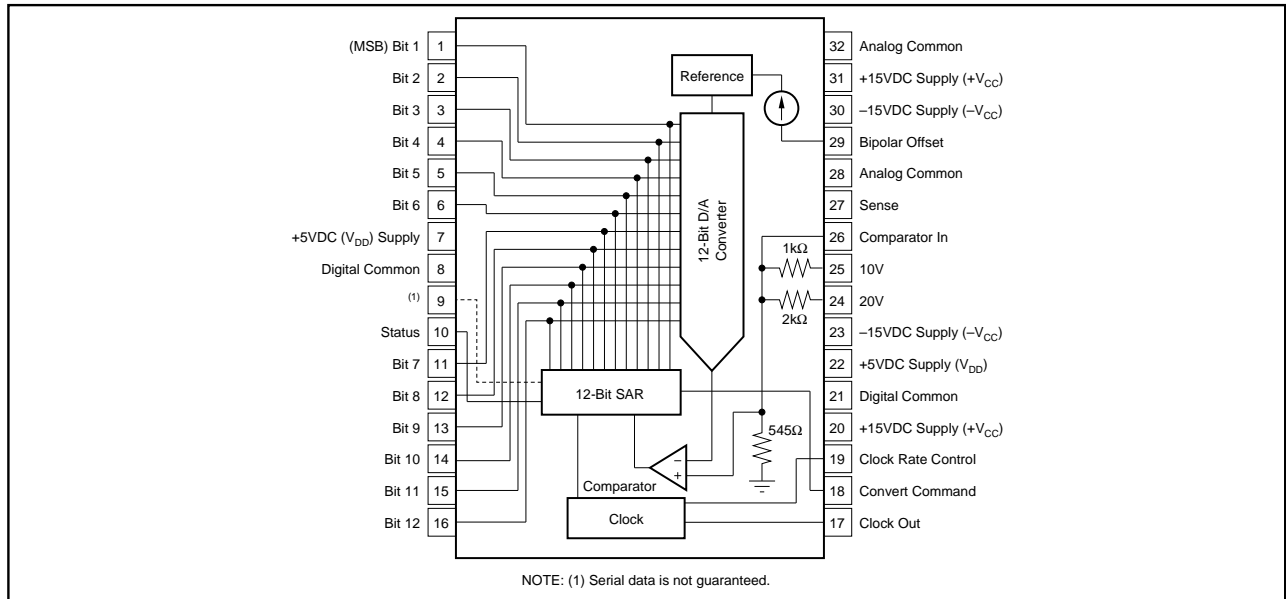 (MSB) Bit 1 1
Bit 2 2
Bit 3 3
Bit 4 4
Bit 5 5
Bit 6 6
+5VDC (VDD) Supply 7
Digital Common 8
(1) 9
Status 10
Bit 7 11
Bit 8 12
Bit 9 13
Bit 10 14
Bit 11 15
Bit 12 16
Reference
12-Bit D/A
Converter
12-Bit SAR
–
+
Comparator
Clock
1kΩ
2kΩ
545Ω
32 Analog Common
31 +15VDC Supply (+VCC)
30 –15VDC Supply (–VCC)
29 Bipolar Offset
28 Analog Common
27 Sense
26 Comparator In
25 10V
24 20V
23 –15VDC Supply (–VCC)
22 +5VDC Supply (VDD)
21 Digital Common
20 +15VDC Supply (+VCC)
19 Clock Rate Control
18 Convert Command
17 Clock Out
NOTE: (1) Serial data is not guaranteed.